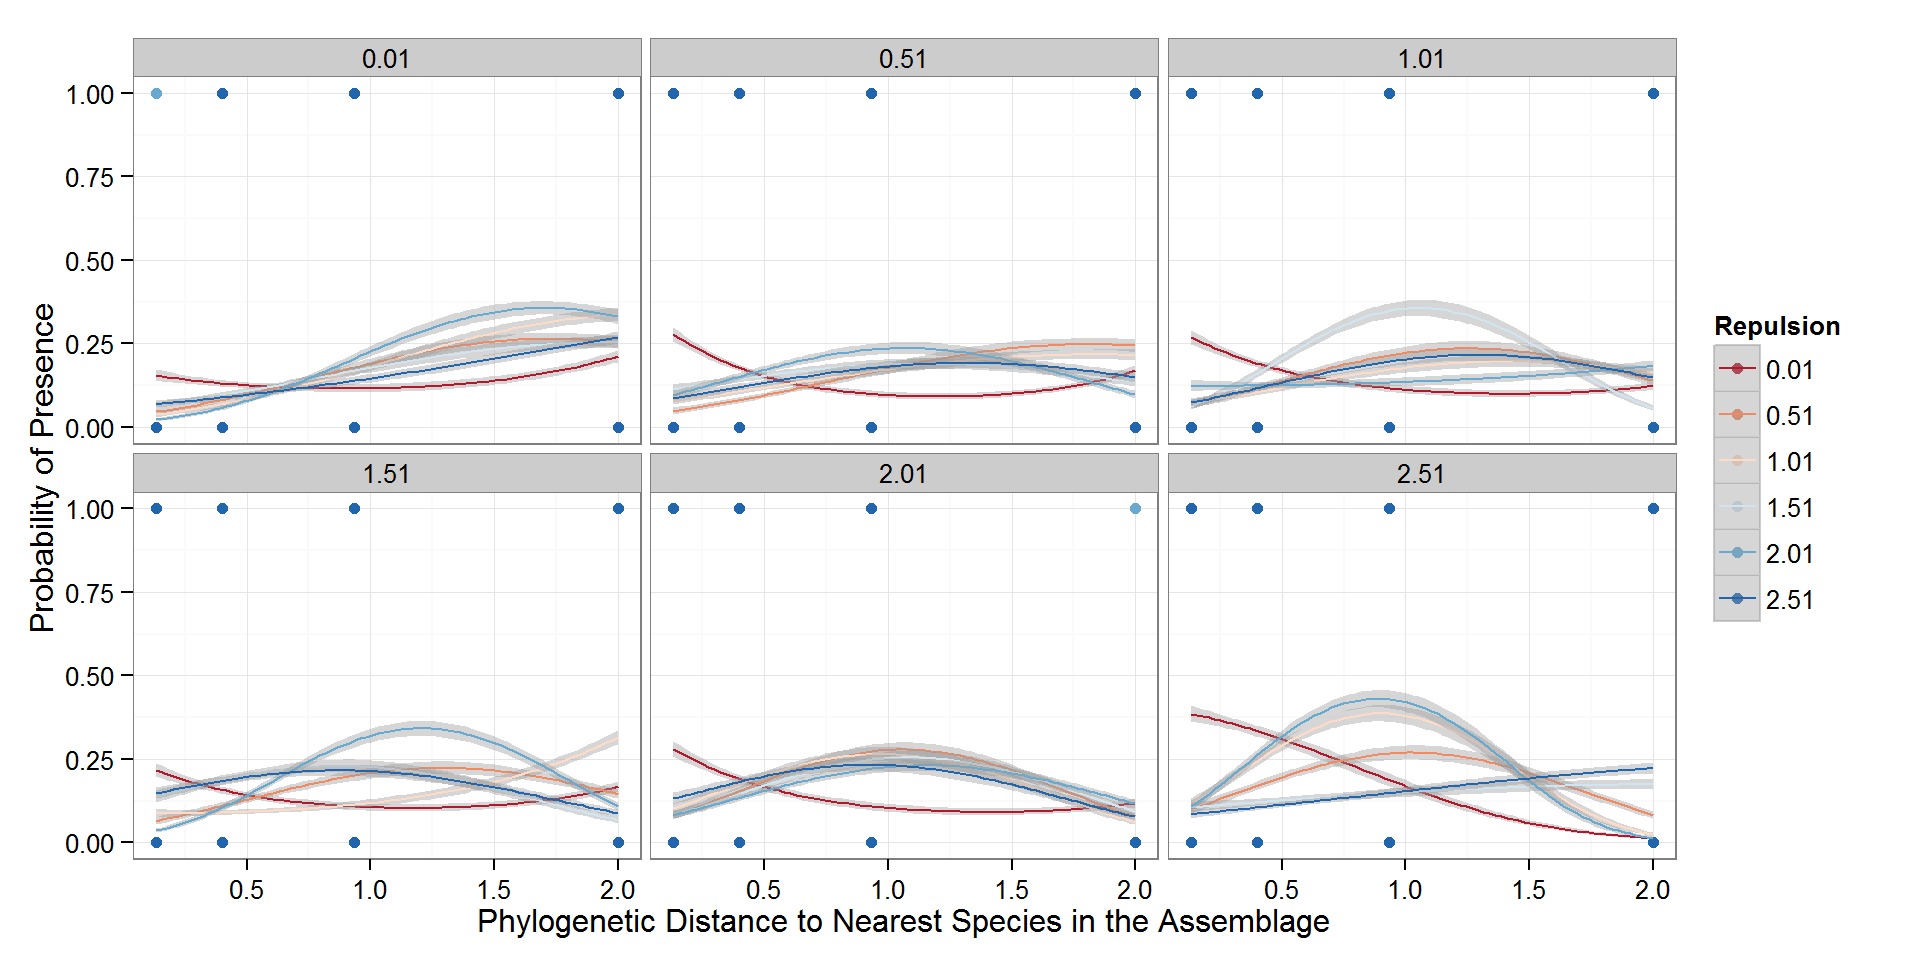 0.01 0.51 1.01
1.00
0.75
0.50
0.25
0.00
1.51 2.01 2.51
1.00
0.75
0.50
0.25
0.00
0.5 1.0 1.5 2.0 0.5 1.0 1.5 2.0 0.5 1.0 1.5 2.0
Phylogenetic Distance to Nearest Species in the Assemblage
Probability of Presence
Repulsion
0.01
0.51
1.01
1.51
2.01
2.51